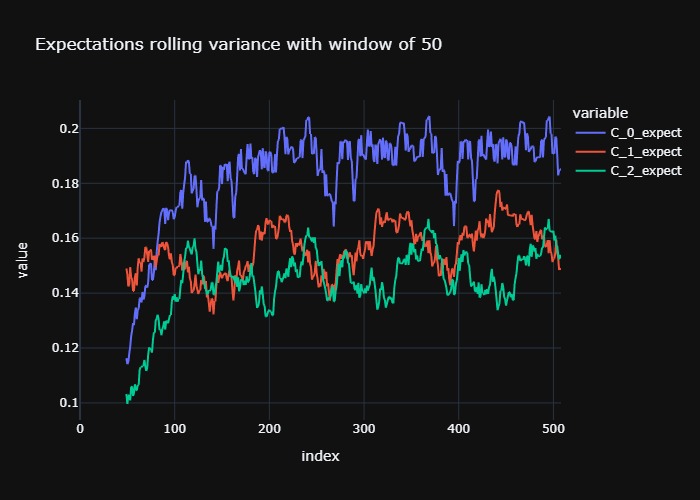 Expectations rolling variance with window of 50
variable
C_0_expect
C_1_expect
C_2_expect
value
0.2
0.18
0.16
0.14
0.12
0.1
0
100
200
300
400
500
index